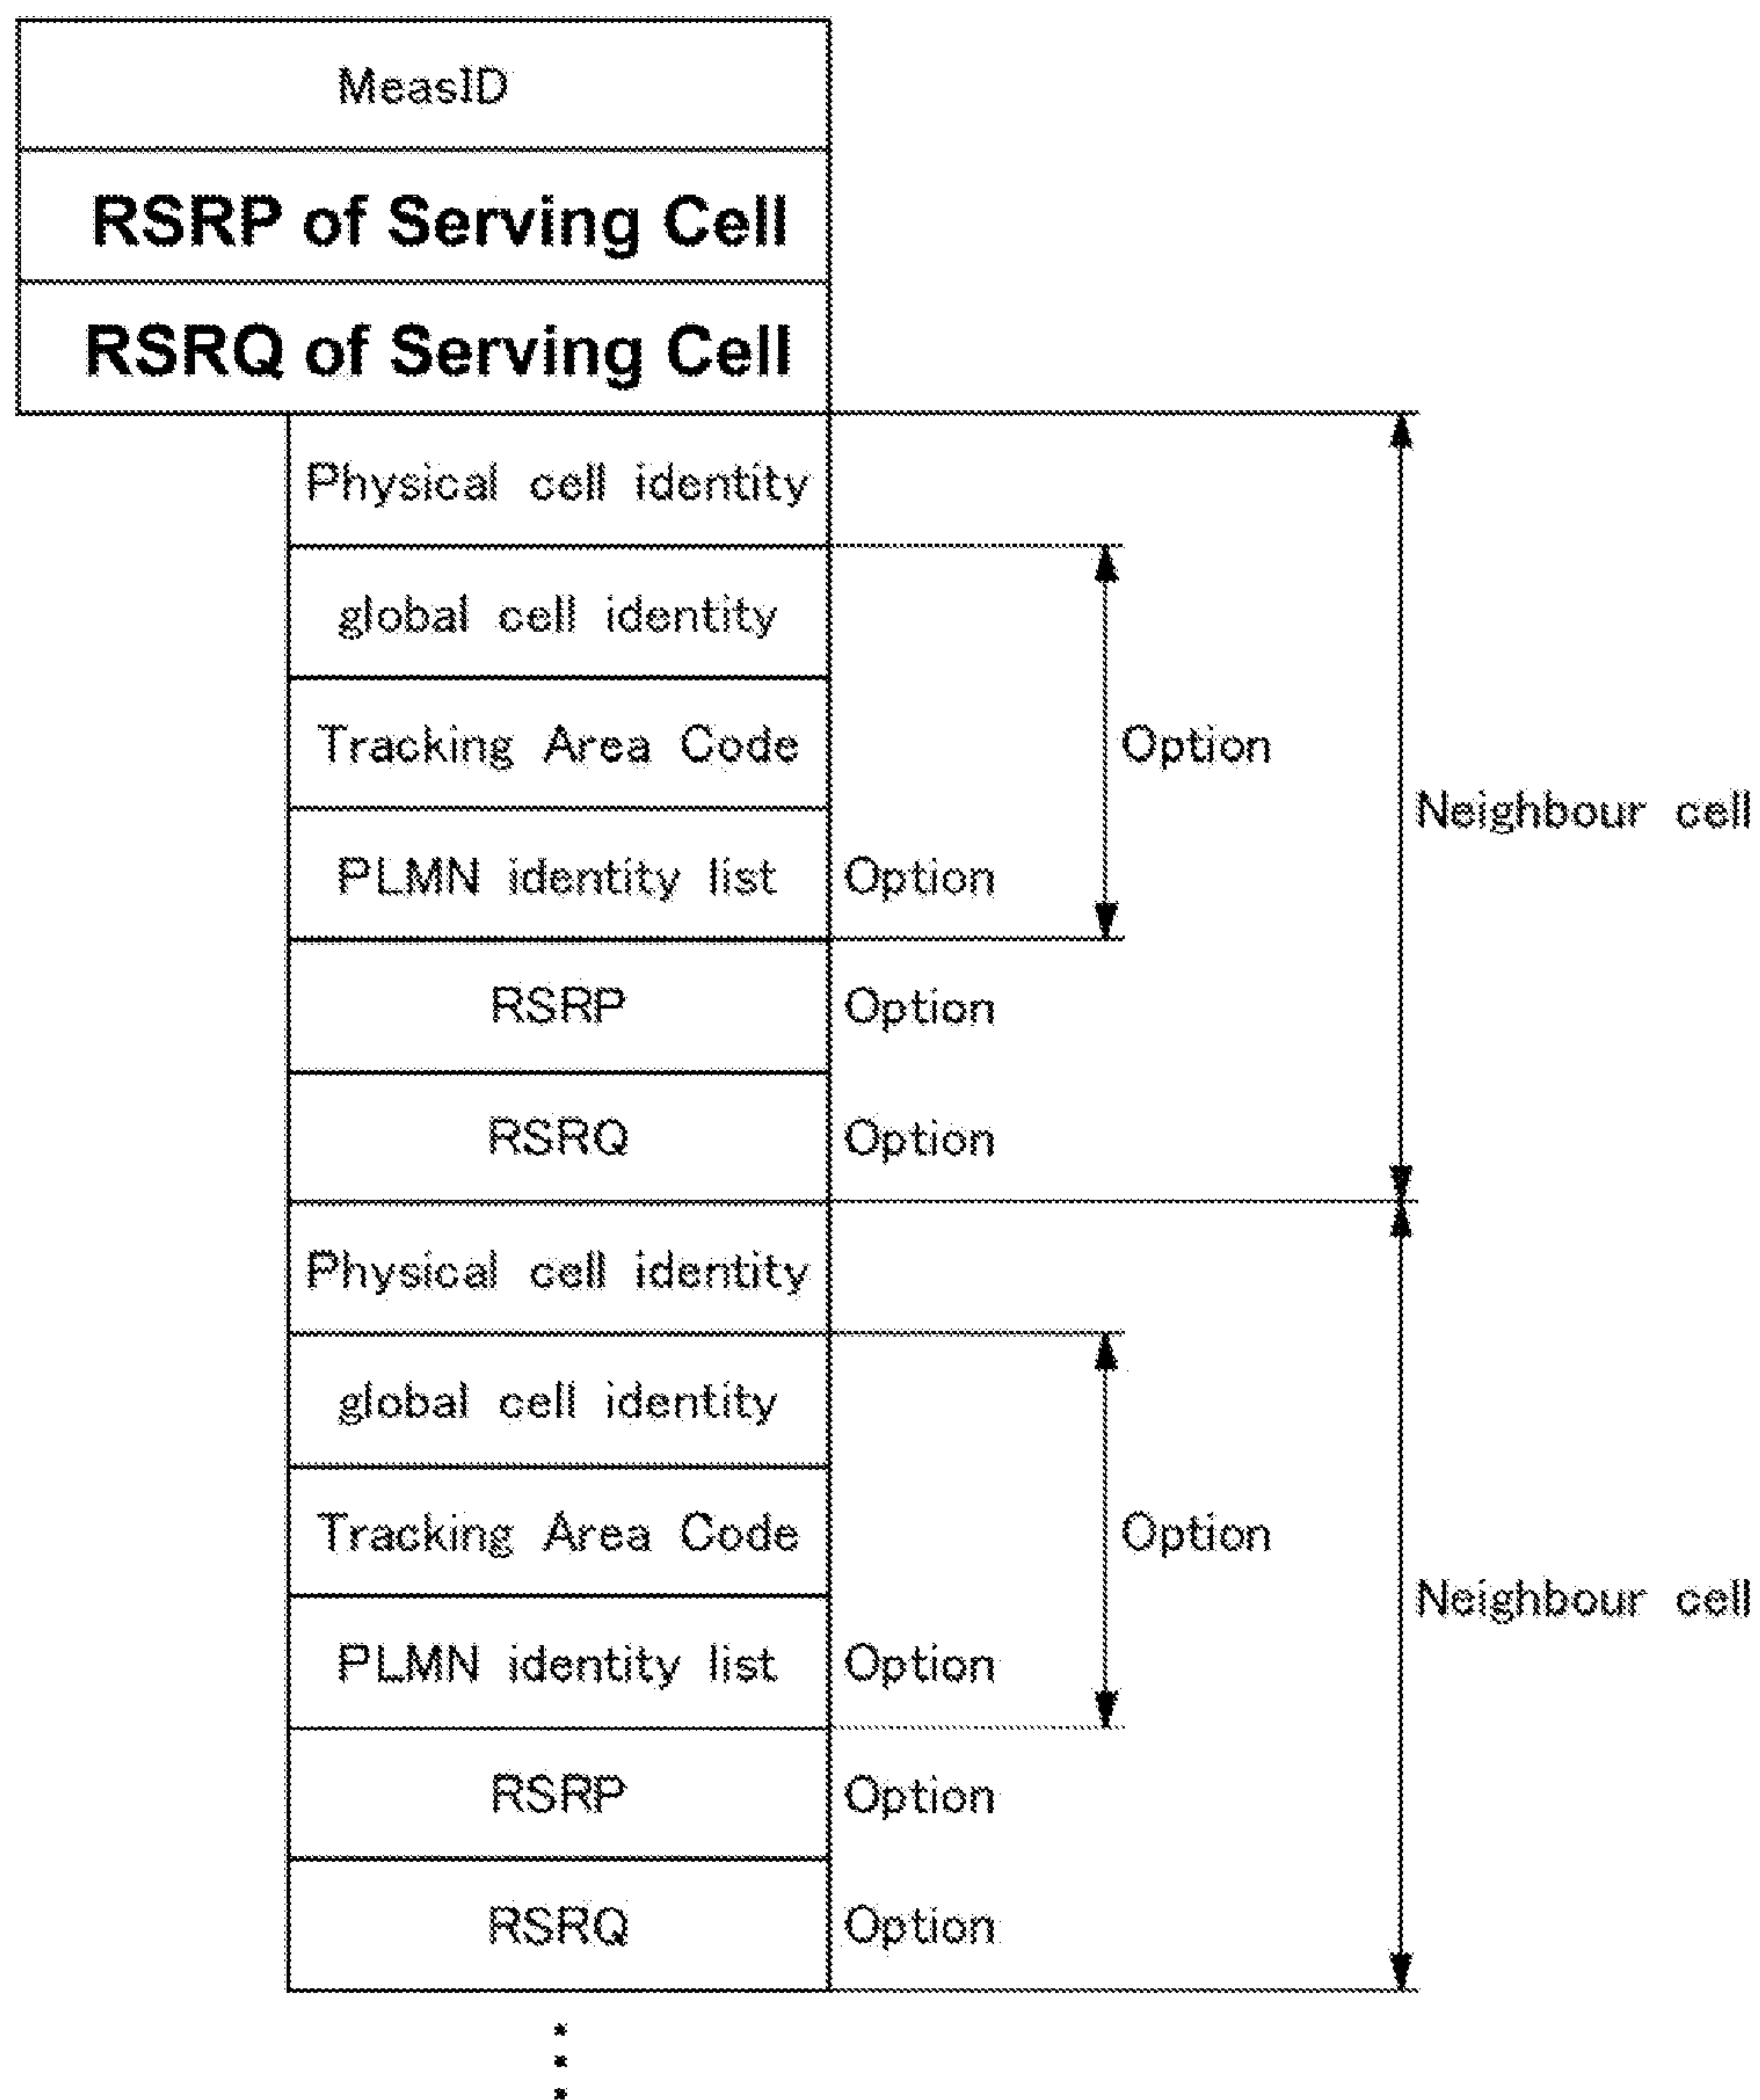 MeasID
RSRP of Serving Cell
RSRQ of Serving Cell
Physical cell identity
global cell identity
Tracking Area Code
Option
Neighbour cell
PLMN identity list
Option
RSRP
Option
RSRQ
Option
Physical cell identity
global cell identity
Tracking Area Code
Option
Neighbour cell
PLMN identity list
Option
RSRP
Option
RSRQ
Option